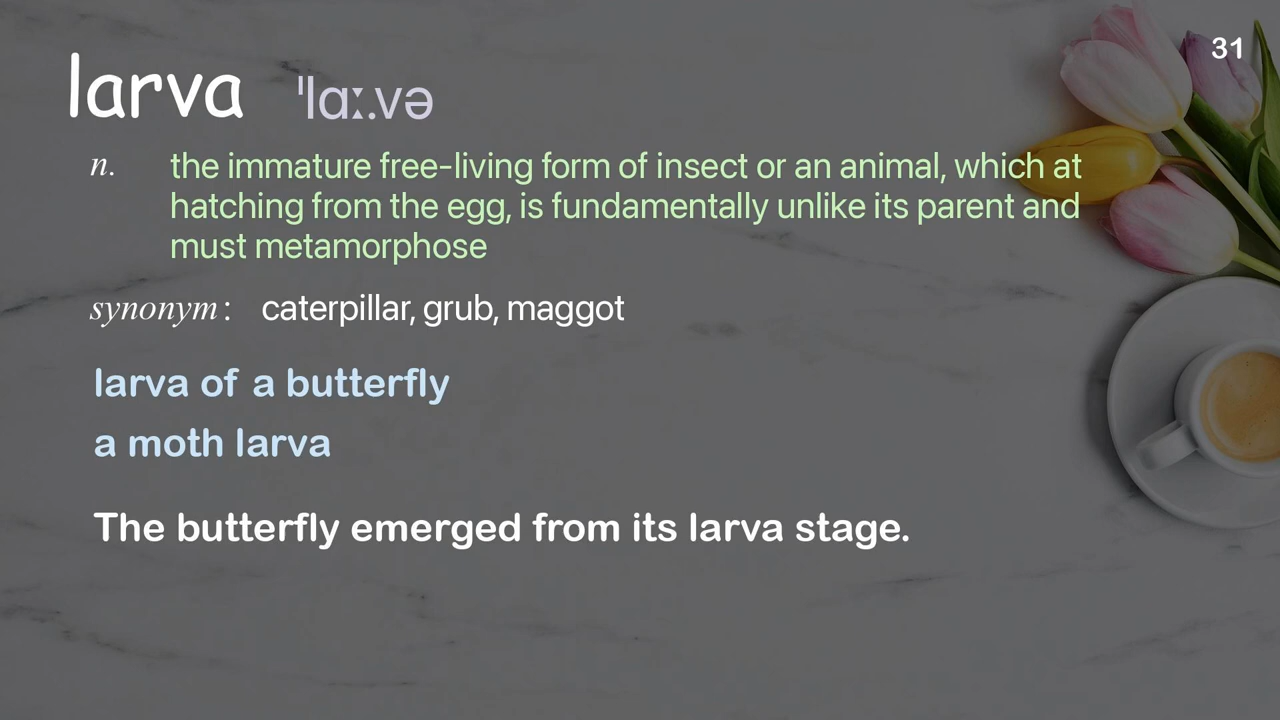 31
larva ˈlɑː.və
n. the immature free-living form of insect or an animal, which at
hatching from the egg, is fundamentally unlike its parent and
must metamorphose
synonym : caterpillar, grub, maggot
larva of a butterfly
a moth larva
The butterfly emerged from its larva stage.